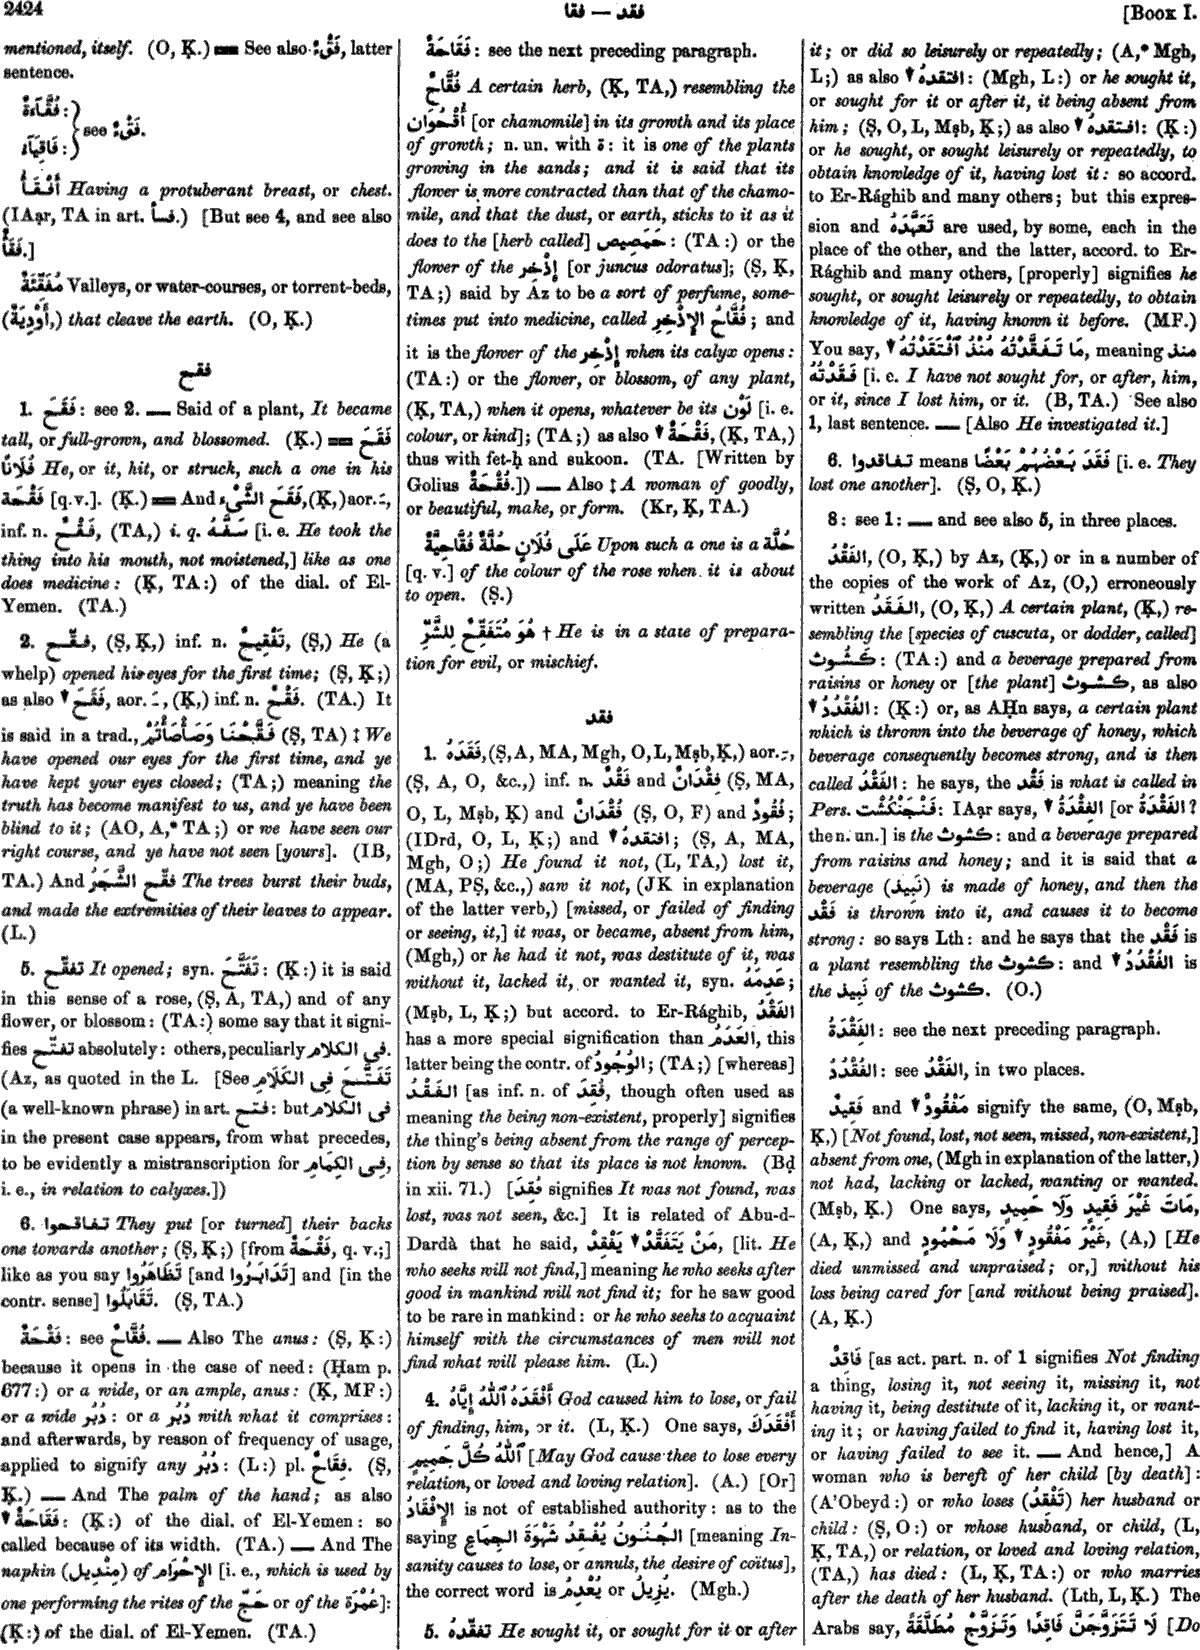 2424
فقد — فقا
[Book I.
mentioned, itself. (O, Ḳ.) See also فَقْءٌ, latter
sentence.
فُقَّآءَةٌ :
فَاقِيَآءُ :
see فَقْءٌ.
أَفْقَأُ Having a protuberant breast, or chest.
(IAạr, TA in art. فسأ.) [But see 4, and see also
فَقَأٌ.]
مُفَقِّئَةٌ Valleys, or water-courses, or torrent-beds,
(أَوْدِيَةٌ,) that cleave the earth. (O, Ḳ.)
فقح
1. فَقَحَ: see 2. — Said of a plant, It became
tall, or full-grown, and blossomed. (Ḳ.) فَقَحَ
فُلَانًا He, or it, hit, or struck, such a one in his
فَقْحَة [q. v.]. (Ḳ.) And فَقَحَ الشَّىْءَ, (Ḳ,) aor. ـَ,
inf. n. فَقْحٌ, (TA,) i. q. سَفَّهُ [i. e. He took the
thing into his mouth, not moistened,] like as one
does medicine: (Ḳ, TA:) of the dial. of El-
Yemen. (TA.)
2. فقّح, (Ṣ, Ḳ,) inf. n. تَفْقِيحٌ, (Ṣ,) He (a
whelp) opened his eyes for the first time; (Ṣ, Ḳ;)
as also ▼ فَقَحَ, aor. ـَ, (Ḳ,) inf. n. فَقْحٌ. (TA.) It
is said in a trad., فَقَّحْنَا وَصَأْصَأْتُمْ (Ṣ, TA) ‡ We
have opened our eyes for the first time, and ye
have kept your eyes closed; (TA;) meaning the
truth has become manifest to us, and ye have been
blind to it; (AO, A,* TA;) or we have seen our
right course, and ye have not seen [yours]. (IB,
TA.) And فقّح الشَّجَرُ The trees burst their buds,
and made the extremities of their leaves to appear.
(L.)
5. تفقّح It opened; syn. تَفَتَّحَ: (Ḳ:) it is said
in this sense of a rose, (Ṣ, A, TA,) and of any
flower, or blossom: (TA:) some say that it signi-
fies تفتّح absolutely: others, peculiarly فى الكلام.
(Az, as quoted in the L. [See تَفَتَّحَ فِى الكَلَامِ
(a well-known phrase) in art. فتح: but فى الكلام
in the present case appears, from what precedes,
to be evidently a mistranscription for فِى الكِمَامِ,
i. e., in relation to calyxes.])
6. تفاقحوا They put [or turned] their backs
one towards another; (Ṣ, Ḳ;) [from فَقْحَةٌ, q. v.;]
like as you say تَظَاهَرُوا [and تَدَابَرُوا] and [in the
contr. sense] تَقَابَلُوا. (Ṣ, TA.)
فَقْحَةٌ: see فُقَّاحٌ. — Also The anus: (Ṣ, Ḳ:)
because it opens in the case of need: (Ḥam p.
677:) or a wide, or an ample, anus: (Ḳ, MF:)
or a wide دُبُر: or a دُبُر with what it comprises:
and afterwards, by reason of frequency of usage,
applied to signify any دُبُر: (L:) pl. فِقَاحٌ. (Ṣ,
Ḳ.) — And The palm of the hand; as also
▼ فَقَاحَةٌ: (Ḳ:) of the dial. of El-Yemen: so
called because of its width. (TA.) — And The
napkin (مِنْدِيل) of الإِحْرَام [i. e., which is used by
one performing the rites of the حَجّ or of the عُمْرَة]:
(Ḳ:) of the dial. of El-Yemen. (TA.)
فَقَاحَةٌ: see the next preceding paragraph.
فُقَّاحٌ A certain herb, (Ḳ, TA,) resembling the
أُقْحُوَان [or chamomile] in its growth and its place
of growth; n. un. with ة: it is one of the plants
growing in the sands; and it is said that its
flower is more contracted than that of the chamo-
mile, and that the dust, or earth, sticks to it as it
does to the [herb called] حَمَصِيص: (TA:) or the
flower of the إِذْخِر [or juncus odoratus]; (Ṣ, Ḳ,
TA;) said by Az to be a sort of perfume, some-
times put into medicine, called فُقَّاحُ الإِذْخِرِ; and
it is the flower of the إِذْخِر when its calyx opens:
(TA:) or the flower, or blossom, of any plant,
(Ḳ, TA,) when it opens, whatever be its لَوْن [i. e.
colour, or kind]; (TA;) as also ▼ فَقْحَةٌ, (Ḳ, TA,)
thus with fet-ḥ and sukoon. (TA. [Written by
Golius فُقْحَةٌ.]) — Also ‡ A woman of goodly,
or beautiful, make, or form. (Kr, Ḳ, TA.)
عَلَى فُلَانٍ حُلَّةٌ فُقَّاحِيَّةٌ Upon such a one is a حُلَّة
[q. v.] of the colour of the rose when it is about
to open. (Ṣ.)
هُوَ مُتَفَقِّحٌ لِلشَّرِّ † He is in a state of prepara-
tion for evil, or mischief.
فقد
1. فَقَدَهُ, (Ṣ, A, MA, Mgh, O, L, Mṣb, Ḳ,) aor. ـِ,
(Ṣ, A, O, &c.,) inf. n. فَقْدٌ and فِقْدَانٌ (Ṣ, MA,
O, L, Mṣb, Ḳ) and فُقْدَانٌ (Ṣ, O, F) and فُقُودٌ;
(IDrd, O, L, Ḳ;) and ▼ افتقدهُ; (Ṣ, A, MA,
Mgh, O;) He found it not, (L, TA,) lost it,
(MA, PṢ, &c.,) saw it not, (JK in explanation
of the latter verb,) [missed, or failed of finding
or seeing, it,] it was, or became, absent from him,
(Mgh,) or he had it not, was destitute of it, was
without it, lacked it, or wanted it, syn. عَدِمَهُ;
(Mṣb, L, Ḳ;) but accord. to Er-Rághib, الفَقْدُ
has a more special signification than العَدَمُ, this
latter being the contr. of الوُجُودُ; (TA;) [whereas]
الفَقْدُ [as inf. n. of فُقِدَ, though often used as
meaning the being non-existent, properly] signifies
the thing's being absent from the range of percep-
tion by sense so that its place is not known. (Bḍ
in xii. 71.) [فُقِدَ signifies It was not found, was
lost, was not seen, &c.] It is related of Abu-d-
Dardà that he said, مَنْ يَتَفَقَّدْ ▼ يَفْقِدْ, [lit. He
who seeks will not find,] meaning he who seeks after
good in mankind will not find it; for he saw good
to be rare in mankind: or he who seeks to acquaint
himself with the circumstances of men will not
find what will please him. (L.)
4. أَفْقَدَهُ ٱللّٰهُ إِيَّاهُ God caused him to lose, or fail
of finding, him, or it. (L, Ḳ.) One says, أَفْقَدَكَ
ٱللّٰهُ كُلَّ حَمِيمٍ [May God cause thee to lose every
relation, or loved and loving relation]. (A.) [Or]
الإِفْقَادُ is not of established authority: as to the
saying الجُنُونُ يُفْقِدُ شَهْوَةَ الجِمَاعِ [meaning In-
sanity causes to lose, or annuls, the desire of coïtus],
the correct word is يُعْدِمُ or يُزِيلُ. (Mgh.)
5. تفقّدهُ He sought it, or sought for it or after
it; or did so leisurely or repeatedly; (A,* Mgh,
L;) as also ▼ افتقدهُ: (Mgh, L:) or he sought it,
or sought for it or after it, it being absent from
him; (Ṣ, O, L, Mṣb, Ḳ;) as also ▼ افتقدهُ: (Ḳ:)
or he sought, or sought leisurely or repeatedly, to
obtain knowledge of it, having lost it: so accord.
to Er-Rághib and many others; but this expres-
sion and تَعَهَّدَهُ are used, by some, each in the
place of the other, and the latter, accord. to Er-
Rághib and many others, [properly] signifies he
sought, or sought leisurely or repeatedly, to obtain
knowledge of it, having known it before. (MF.)
You say, ▼ مَا تَفَقَّدْتُهُ مُنْذُ ٱفْتَقَدْتُهُ, meaning منذ
فَقَدْتُهُ [i. e. I have not sought for, or after, him,
or it, since I lost him, or it. (B, TA.) See also
1, last sentence. — [Also He investigated it.]
6. تفاقدوا means فَقَدَ بَعْضُهُمْ بَعْضًا [i. e. They
lost one another]. (Ṣ, O, Ḳ.)
8: see 1: — and see also 5, in three places.
الفَقْدُ, (O, Ḳ,) by Az, (Ḳ,) or in a number of
the copies of the work of Az, (O,) erroneously
written الفَقَدُ, (O, Ḳ,) A certain plant, (Ḳ,) re-
sembling the [species of cuscuta, or dodder, called]
كَشُوث: (TA:) and a beverage prepared from
raisins or honey or [the plant] كشوث, as also
▼ الفُقْدُدُ: (Ḳ:) or, as AḤn says, a certain plant
which is thrown into the beverage of honey, which
beverage consequently becomes strong, and is then
called الفَقْدُ: he says, the فَقْد is what is called in
Pers. فَنْجَنْكُشْت: IAạr says, ▼ الفِقْدَةُ [or الفَقْدَةُ?
the n. un.] is the كشوث: and a beverage prepared
from raisins and honey; and it is said that a
beverage (نَبِيذ) is made of honey, and then the
فَقْد is thrown into it, and causes it to become
strong: so says Lth: and he says that the فَقْد is
a plant resembling the كشوث: and ▼ الفُقْدُدُ is
the نَبِيذ of the كشوث. (O.)
الفَقْدَةُ: see the next preceding paragraph.
الفُقْدُدُ: see الفَقْدُ, in two places.
فَقِيدٌ and ▼ مَفْقُودٌ signify the same, (O, Mṣb,
Ḳ,) [Not found, lost, not seen, missed, non-existent,]
absent from one, (Mgh in explanation of the latter,)
not had, lacking or lacked, wanting or wanted.
(Mṣb, Ḳ.) One says, مَاتَ غَيْرَ فَقِيدٍ وَلَا حَمِيدٍ,
(A, Ḳ,) and غَيْرَ مَفْقُودٍ ▼ وَلَا مَحْمُودٍ, (A,) [He
died unmissed and unpraised; or,] without his
loss being cared for [and without being praised].
(A, Ḳ.)
فَاقِدٌ [as act. part. n. of 1 signifies Not finding
a thing, losing it, not seeing it, missing it, not
having it, being destitute of it, lacking it, or want-
ing it; or having failed to find it, having lost it,
or having failed to see it. — And hence,] A
woman who is bereft of her child [by death]:
(A'Obeyd:) or who loses (تَفْقِدُ) her husband or
child: (Ṣ, O:) or whose husband, or child, (L,
Ḳ, TA,) or relation, or loved and loving relation,
(TA,) has died: (L, Ḳ, TA:) or who marries
after the death of her husband. (Lth, L, Ḳ.) The
Arabs say, لَا تَتَزَوَّجَنَّ فَاقِدًا وَتَزَوَّجْ مُطَلَّقَةً [Do